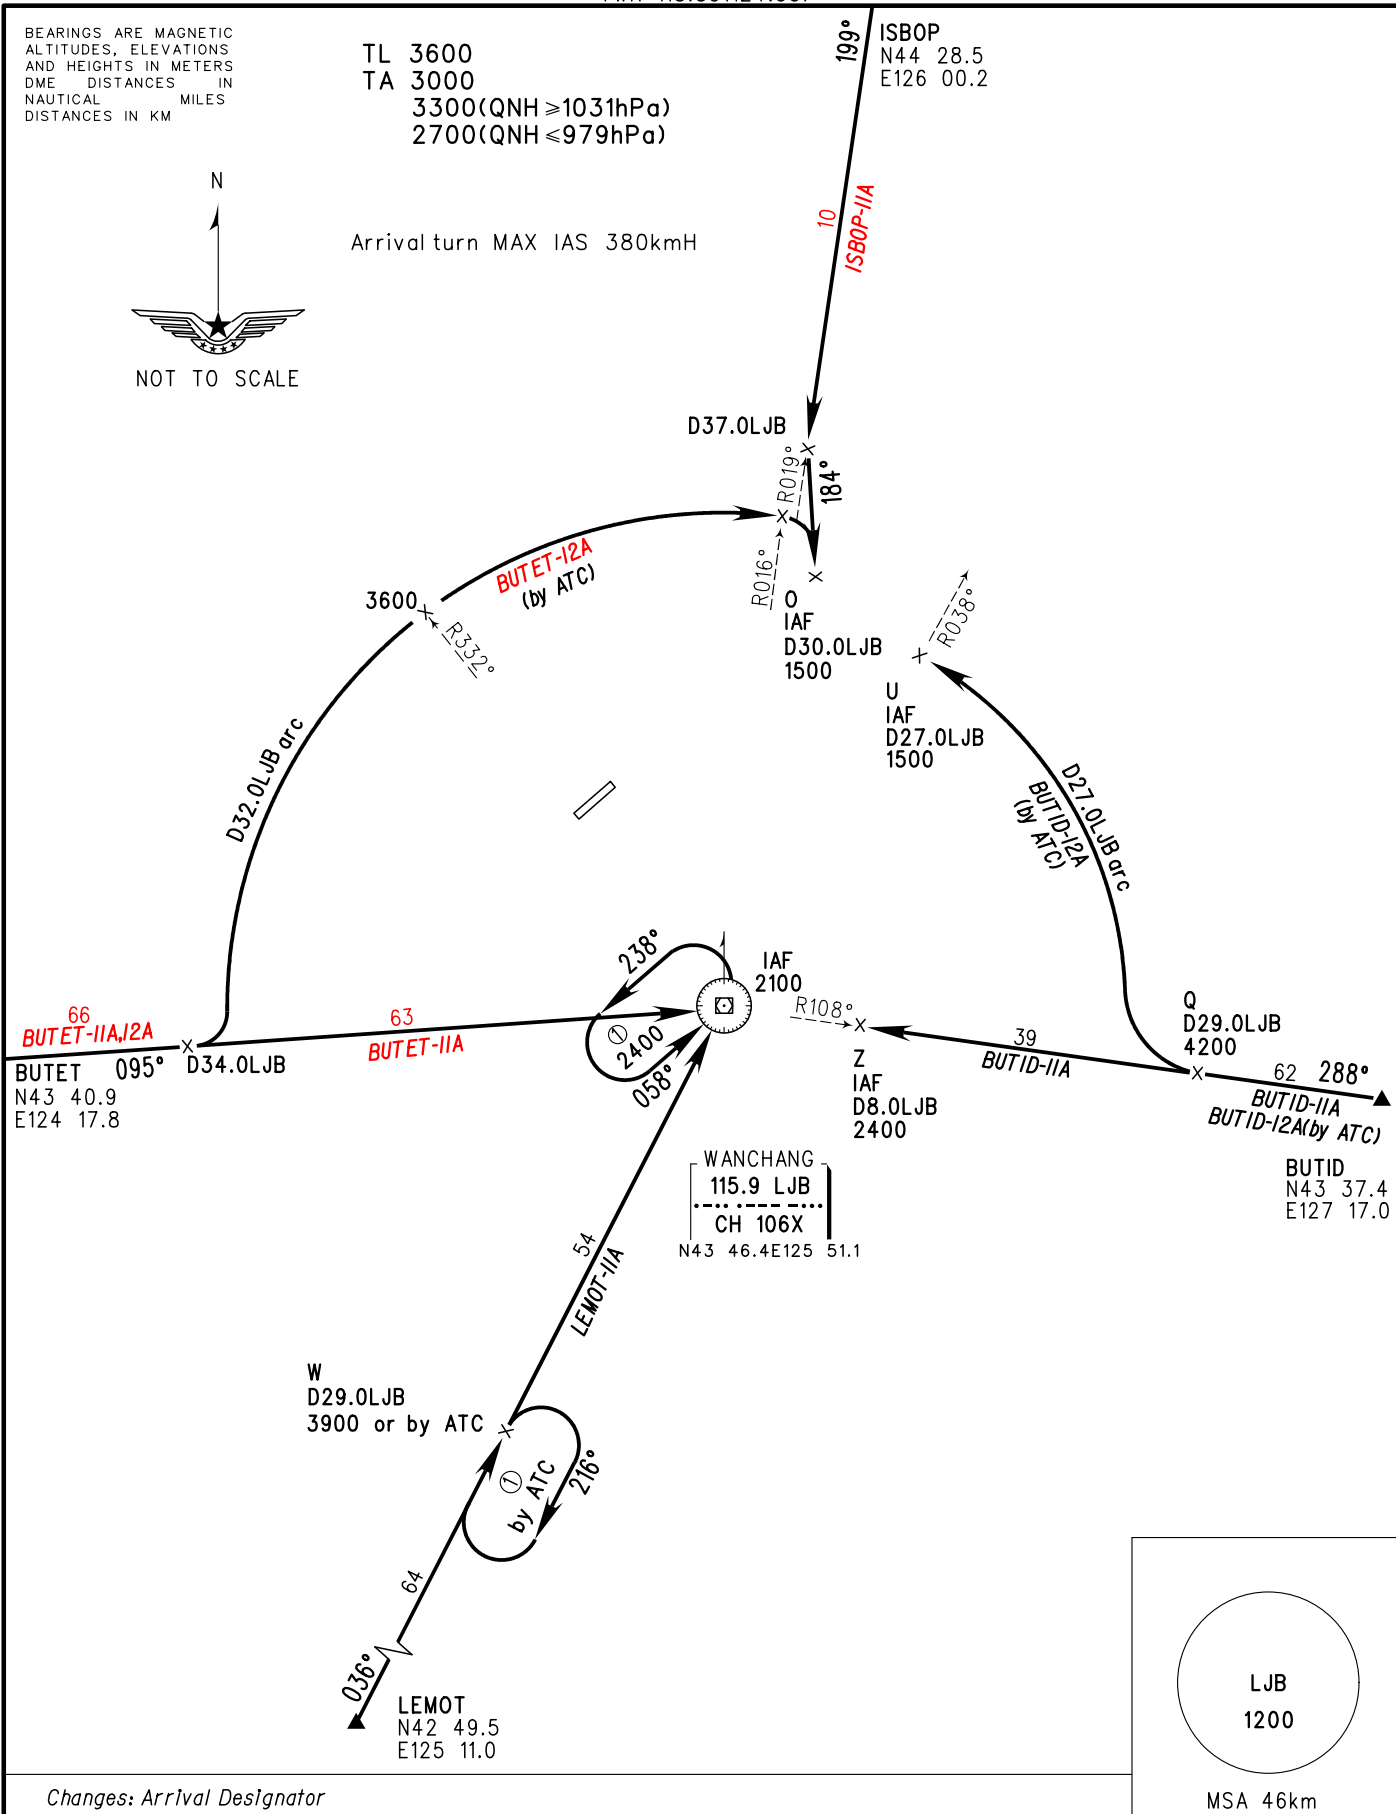 BEARINGS ARE MAGNETIC
ALTITUDES, ELEVATIONS
AND HEIGHTS IN METERS
DME DISTANCES IN
NAUTICAL MILES
DISTANCES IN KM
TL 3600
TA 3000
3300(QNH ≥1031hPa)
2700(QNH ≤979hPa)
199°
ISBOP
N44 28.5
E126 00.2
N
NOT TO SCALE
Arrival turn MAX IAS 380kmH
10
ISBOP-11A
D37.0LJB
R019°
184°
R016°
BUTET-12A
(by ATC)
3600
R332°
O
IAF
D30.0LJB
1500
R038°
U
IAF
D27.0LJB
1500
D32.0LJB arc
D27.0LJB arc
BUTID-12A
(by ATC)
238°
IAF
2100
R108°
①
2400
058°
66
BUTET-11A,12A
BUTET
095°
N43 40.9
E124 17.8
D34.0LJB
63
BUTET-11A
Z
IAF
D8.0LJB
2400
39
BUTID-11A
Q
D29.0LJB
4200
62
288°
BUTID-11A
BUTID-12A(by ATC)
BUTID
N43 37.4
E127 17.0
WANCHANG
115.9 LJB
CH 106X
N43 46.4E125 51.1
54
LEMOT-11A
W
D29.0LJB
3900 or by ATC
①
by ATC
216°
64
036°
LEMOT
N42 49.5
E125 11.0
LJB
1200
MSA 46km
Changes: Arrival Designator